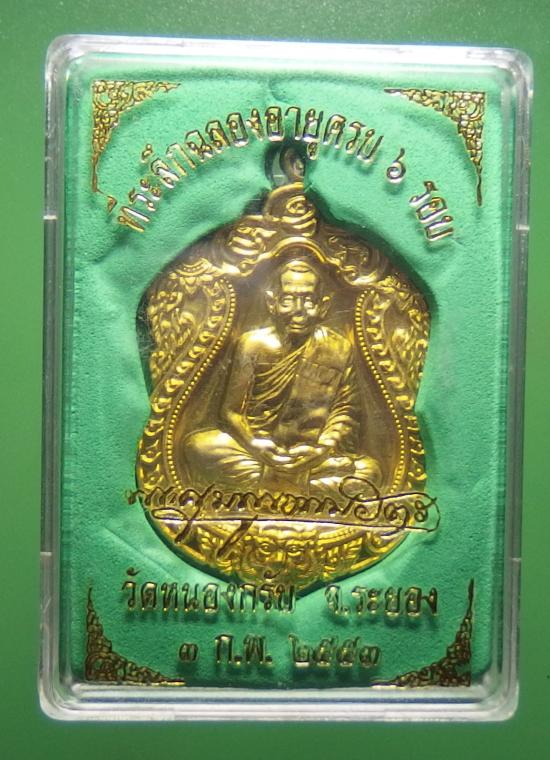 ที่ระลึกฉลองอายุครบ ๖ รอบ
วัดหนองกรับ จ.ระยอง
๓ ก.พ. ๒๕๕๓